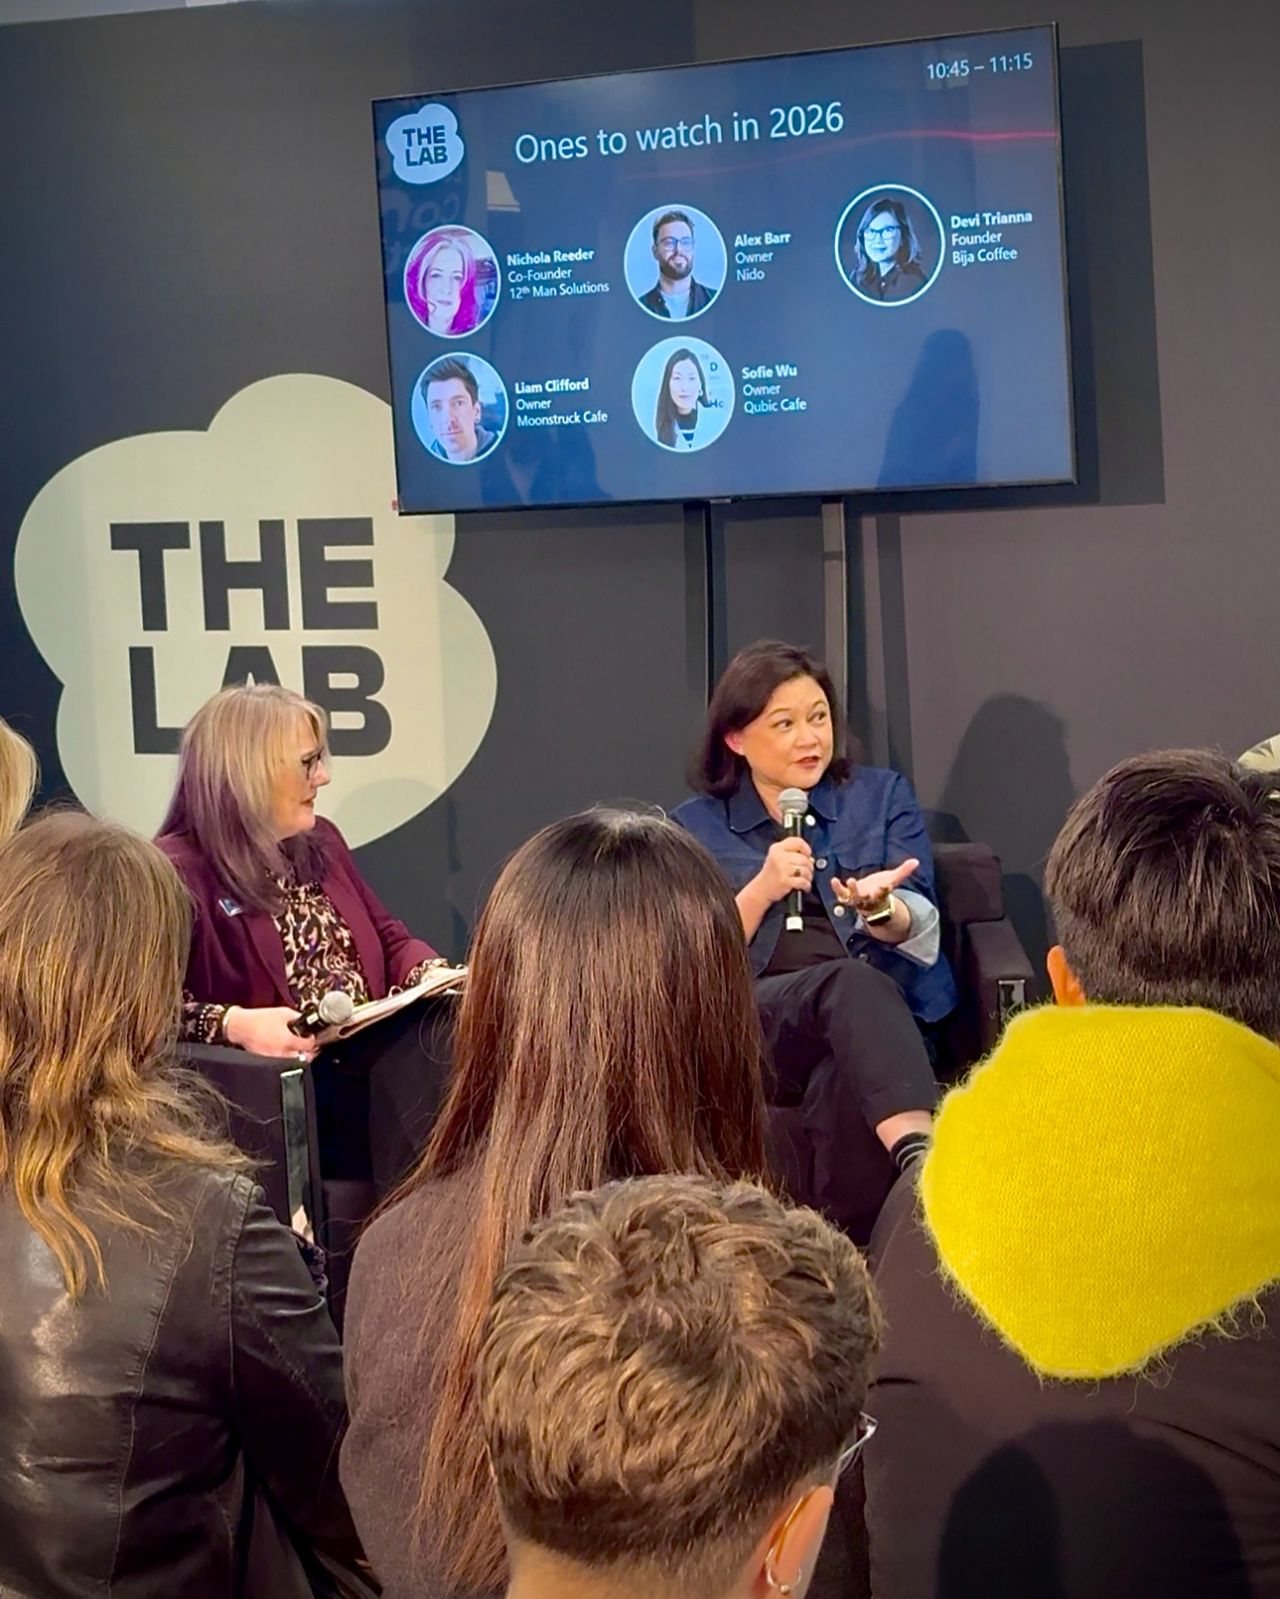 10:45 – 11:15
THE
LAB
Ones to watch in 2026
Nichola Reeder
Co-Founder
12th Man Solutions
Alex Barr
Owner
Nido
Devi Trianna
Founder
Bija Coffee
Liam Clifford
Owner
Moonstruck Cafe
Sofie Wu
Owner
Qubic Cafe
THE
LAB